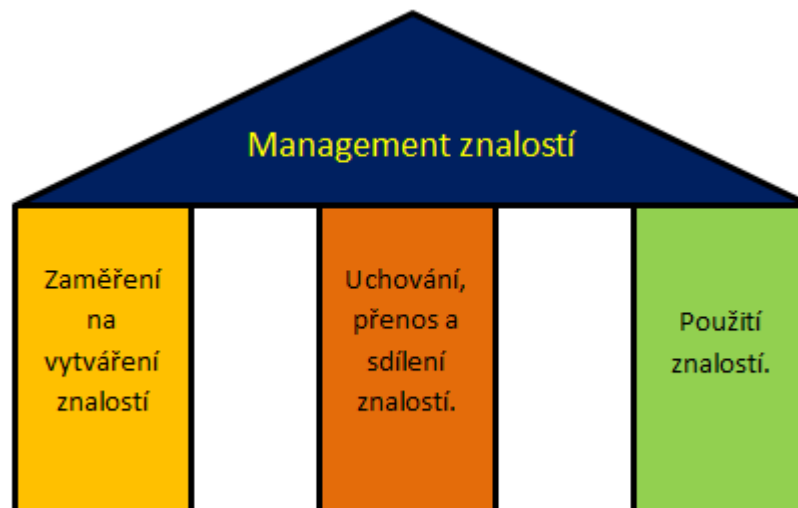 Management znalostí
Zaměření
na
vytváření
znalostí
Uchování,
přenos a
sdílení
znalostí.
Použití
znalostí.